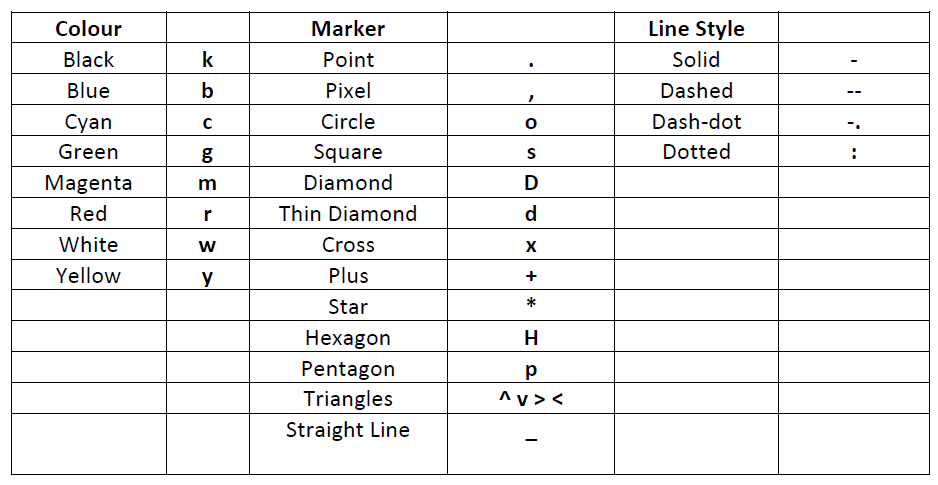 Colour Marker Line Style
Black k Point . Solid -
Blue b Pixel , Dashed --
Cyan c Circle o Dash-dot -.
Green g Square s Dotted :
Magenta m Diamond D
Red r Thin Diamond d
White w Cross x
Yellow y Plus +
Star *
Hexagon H
Pentagon p
Triangles ^ v > <
Straight Line _